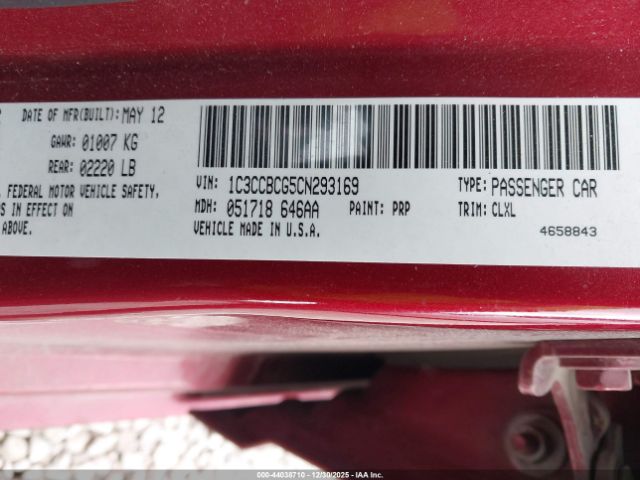 DATE OF MFR(BUILT): MAY 12
GAWR: 01007 KG
REAR: 02220 LB
FEDERAL MOTOR VEHICLE SAFETY,
S IN EFFECT ON
ABOVE.
VIN: 1C3CCBCG5CN293169
TYPE: PASSENGER CAR
MDH: 051718 646AA
PAINT: PRP
TRIM: CLXL
VEHICLE MADE IN U.S.A.
4658843
000-44038710 - 12/30/2025 - IAA Inc.